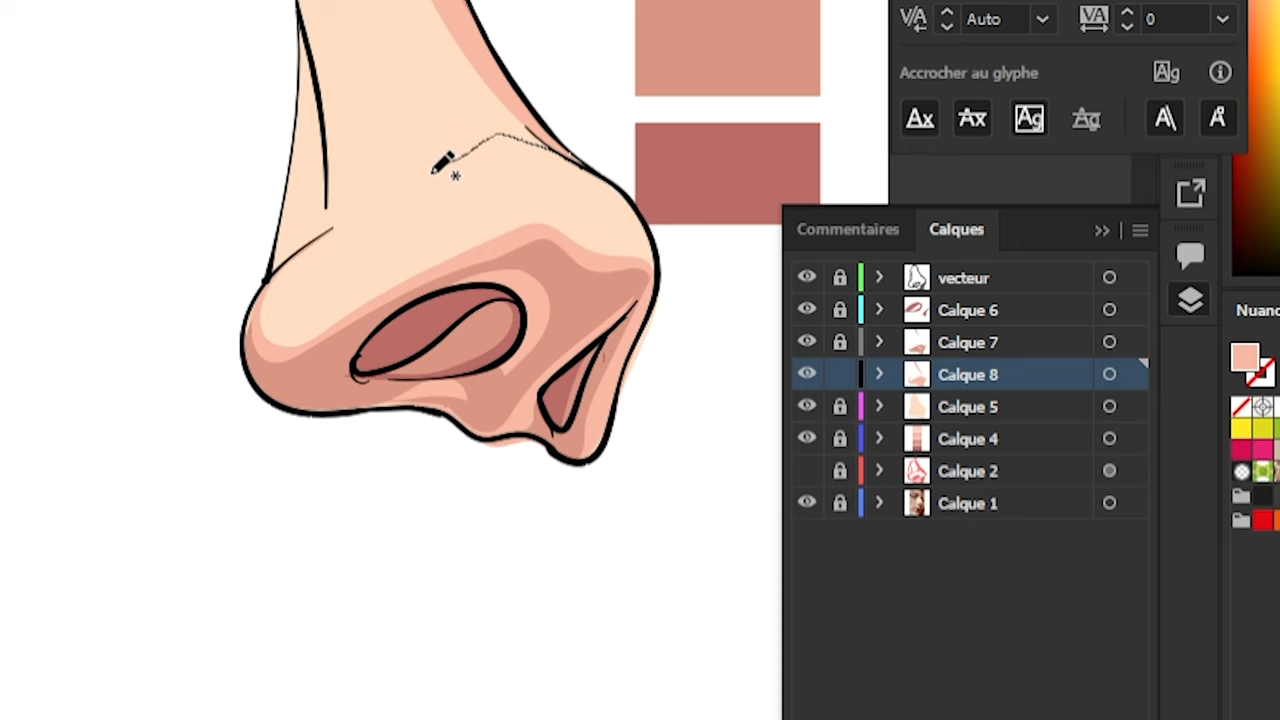 Auto
0
Accrocher au glyphe
Commentaires
Calques
vecteur
Calque 6
Calque 7
Calque 8
Calque 5
Calque 4
Calque 2
Calque 1
Nuanc